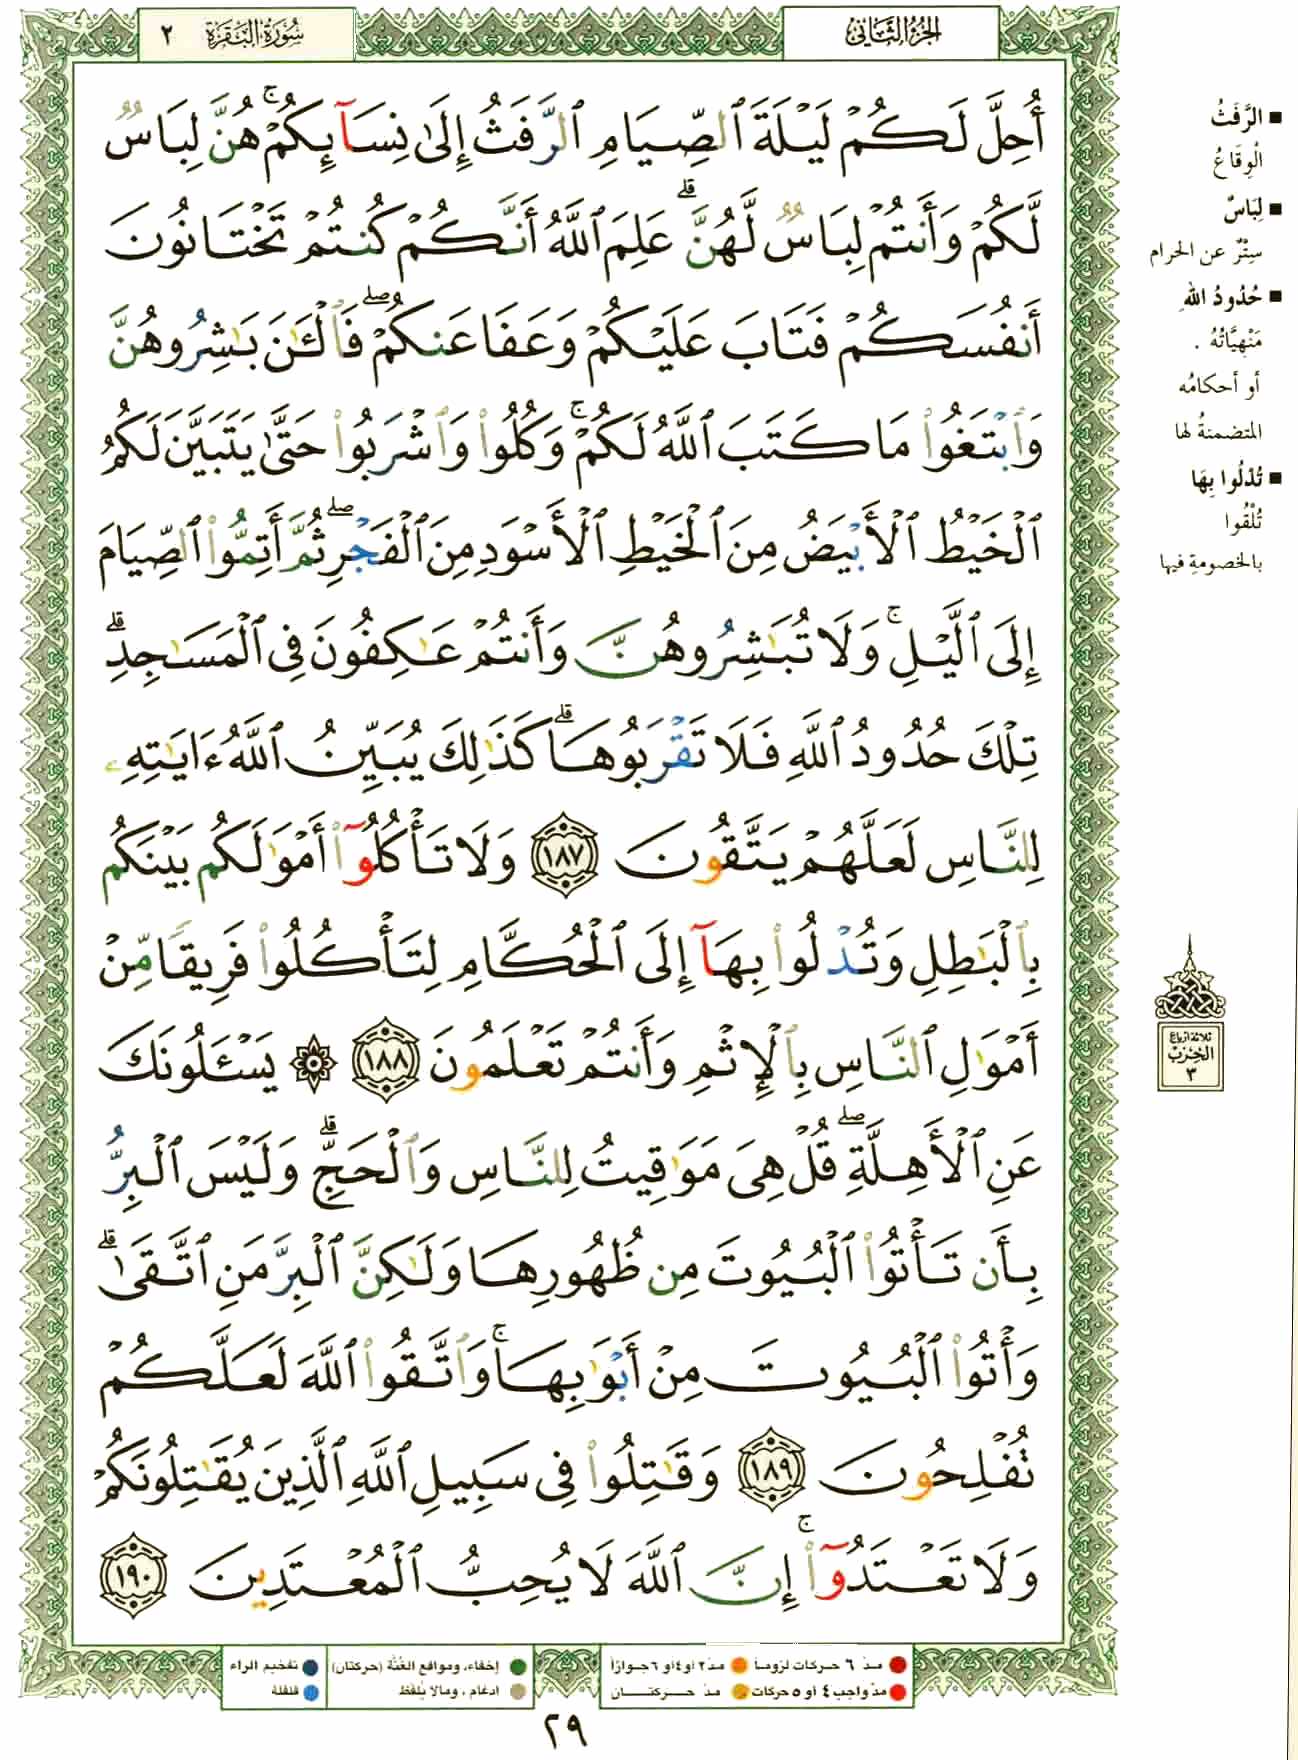 الجزء الثاني
سورة البقرة ٢
أُحِلَّ لَكُمْ لَيْلَةَ ٱلصِّيَامِ ٱلرَّفَثُ إِلَىٰ نِسَآئِكُمْ ۚ هُنَّ لِبَاسٌ
لَّكُمْ وَأَنتُمْ لِبَاسٌ لَّهُنَّ ۗ عَلِمَ ٱللَّهُ أَنَّكُمْ كُنتُمْ تَخْتَانُونَ
أَنفُسَكُمْ فَتَابَ عَلَيْكُمْ وَعَفَا عَنكُمْ ۖ فَٱلْـَٰٔنَ بَـٰشِرُوهُنَّ
وَٱبْتَغُوا۟ مَا كَتَبَ ٱللَّهُ لَكُمْ ۚ وَكُلُوا۟ وَٱشْرَبُوا۟ حَتَّىٰ يَتَبَيَّنَ لَكُمُ
ٱلْخَيْطُ ٱلْأَبْيَضُ مِنَ ٱلْخَيْطِ ٱلْأَسْوَدِ مِنَ ٱلْفَجْرِ ۖ ثُمَّ أَتِمُّوا۟ ٱلصِّيَامَ
إِلَى ٱلَّيْلِ ۚ وَلَا تُبَـٰشِرُوهُنَّ وَأَنتُمْ عَـٰكِفُونَ فِى ٱلْمَسَـٰجِدِ ۗ
تِلْكَ حُدُودُ ٱللَّهِ فَلَا تَقْرَبُوهَا ۗ كَذَٰلِكَ يُبَيِّنُ ٱللَّهُ ءَايَـٰتِهِۦ
لِلنَّاسِ لَعَلَّهُمْ يَتَّقُونَ ١٨٧ وَلَا تَأْكُلُوٓا۟ أَمْوَٰلَكُم بَيْنَكُم
بِٱلْبَـٰطِلِ وَتُدْلُوا۟ بِهَآ إِلَى ٱلْحُكَّامِ لِتَأْكُلُوا۟ فَرِيقًا مِّنْ
أَمْوَٰلِ ٱلنَّاسِ بِٱلْإِثْمِ وَأَنتُمْ تَعْلَمُونَ ١٨٨ ۞ يَسْـَٔلُونَكَ
عَنِ ٱلْأَهِلَّةِ ۖ قُلْ هِىَ مَوَٰقِيتُ لِلنَّاسِ وَٱلْحَجِّ ۗ وَلَيْسَ ٱلْبِرُّ
بِأَن تَأْتُوا۟ ٱلْبُيُوتَ مِن ظُهُورِهَا وَلَـٰكِنَّ ٱلْبِرَّ مَنِ ٱتَّقَىٰ ۗ
وَأْتُوا۟ ٱلْبُيُوتَ مِنْ أَبْوَٰبِهَا ۚ وَٱتَّقُوا۟ ٱللَّهَ لَعَلَّكُمْ
تُفْلِحُونَ ١٨٩ وَقَـٰتِلُوا۟ فِى سَبِيلِ ٱللَّهِ ٱلَّذِينَ يُقَـٰتِلُونَكُمْ
وَلَا تَعْتَدُوٓا۟ ۚ إِنَّ ٱللَّهَ لَا يُحِبُّ ٱلْمُعْتَدِينَ ١٩٠
■ الرَّفَثُ
الْوِقَاعُ
■ لِبَاسٌ
سِتْرٌ عن الحرام
■ حُدُودُ اللهِ
مَنْهِيَّاتُهُ .
أو أحكامُه
المتضمنةُ لها
■ تُدْلُوا بِهَا
تُلْقُوا
بالخصومةِ فيها
ثلاثة أرباع
الحزب
٣
● مدّ ٦ حركات لزوماً ● مدّ ٢ أو ٤ أو ٦ جوازاً ● إخفاء، ومواقع الغُنَّة (حركتان) ● تفخيم الراء
● مدّ واجب ٤ أو ٥ حركات ● مدّ حركتــان ● ادغام ، ومالا يُلفَظ ● قلقلة
٢٩